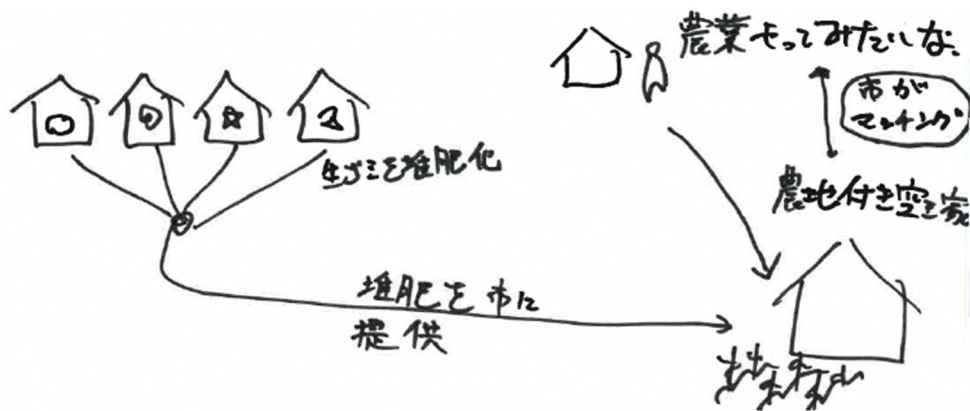 農業やってみたいな
市が
マッチング
生ゴミを堆肥化
農地付き空き家
堆肥を市に
提供